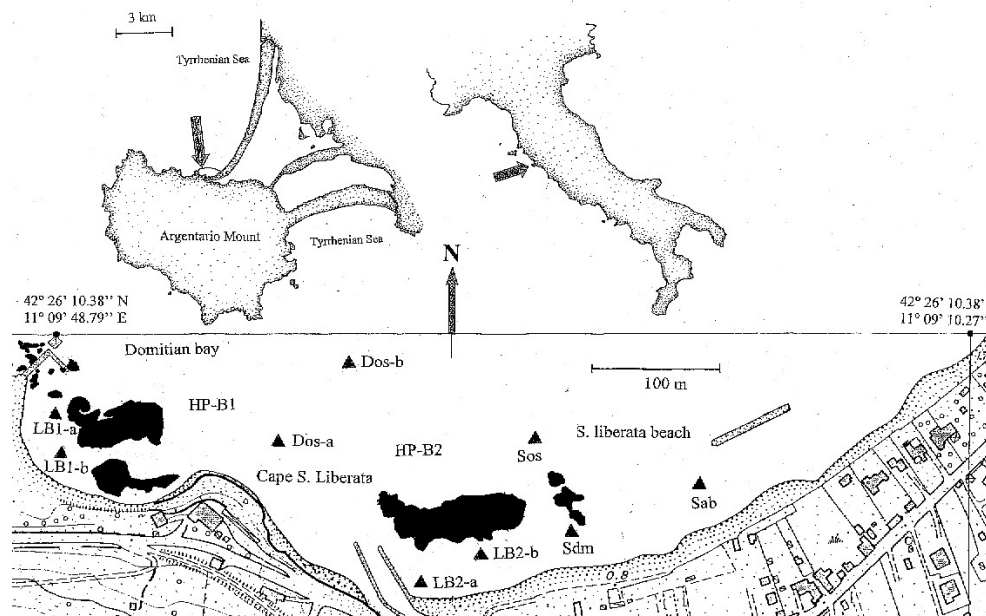 3 km
Tyrrhenian Sea
Argentario Mount
Tyrrhenian Sea
N
42° 26' 10.38'' N
11° 09' 48.79'' E
42° 26' 10.38'
11° 09' 10.27''
Domitian bay
Dos-b
100 m
HP-B1
LB1-a
Dos-a
HP-B2
Sos
S. liberata beach
LB1-b
Cape S. Liberata
Sab
Sdm
LB2-b
LB2-a
0.8